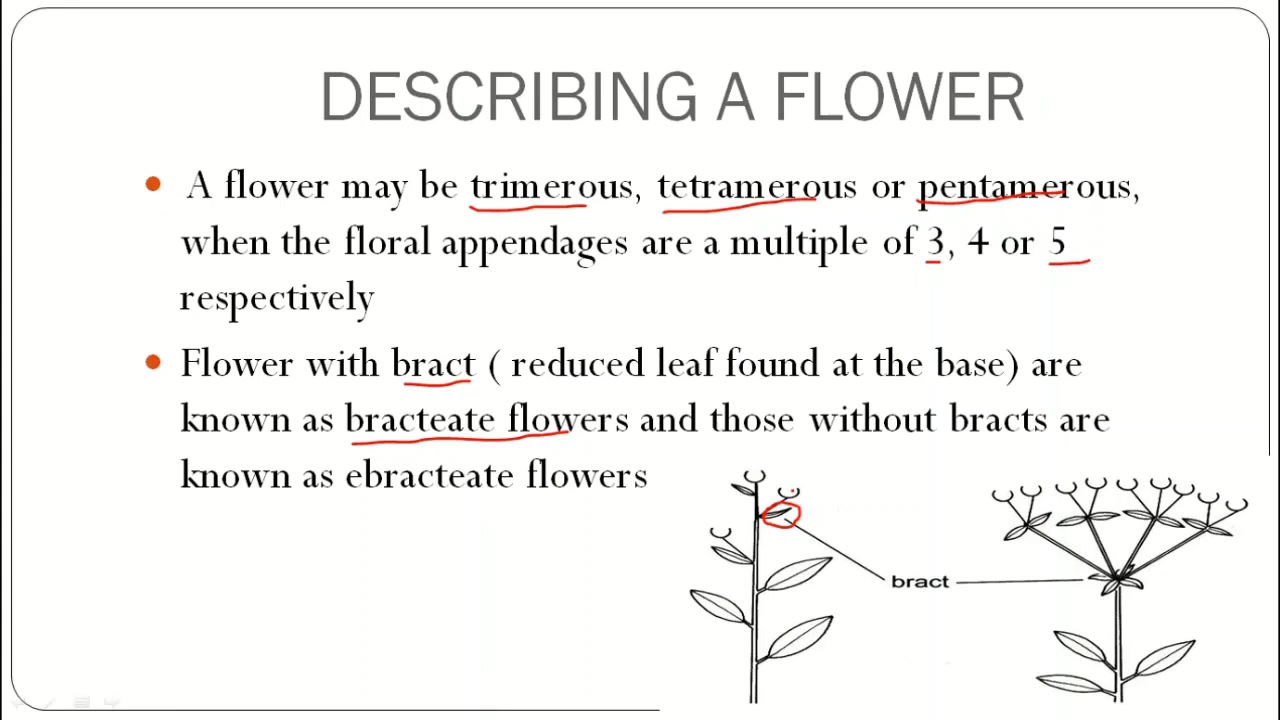 DESCRIBING A FLOWER
A flower may be trimerous, tetramerous or pentamerous,
when the floral appendages are a multiple of 3, 4 or 5
respectively
Flower with bract ( reduced leaf found at the base) are
known as bracteate flowers and those without bracts are
known as ebracteate flowers
bract